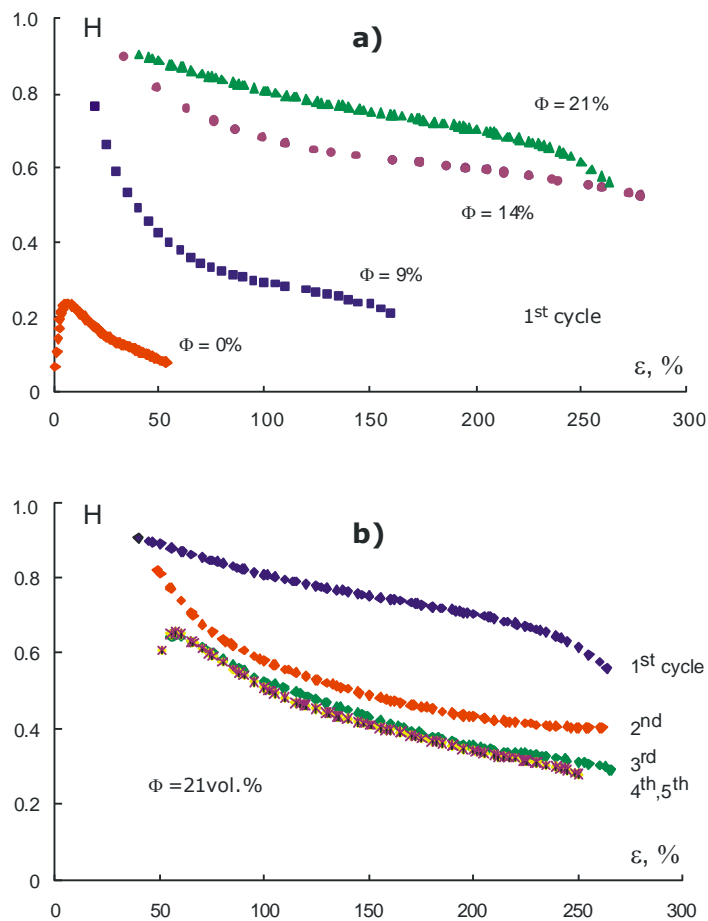 1.0
H
a)
0.8
Φ = 21%
0.6
Φ = 14%
0.4
Φ = 9%
0.2
1st cycle
Φ = 0%
ε, %
0
0 50 100 150 200 250 300
1.0
H
b)
0.8
0.6
1st cycle
0.4
2nd
3rd
0.2
Φ =21vol.%
4th,5th
ε, %
0
50 100 150 200 250 300